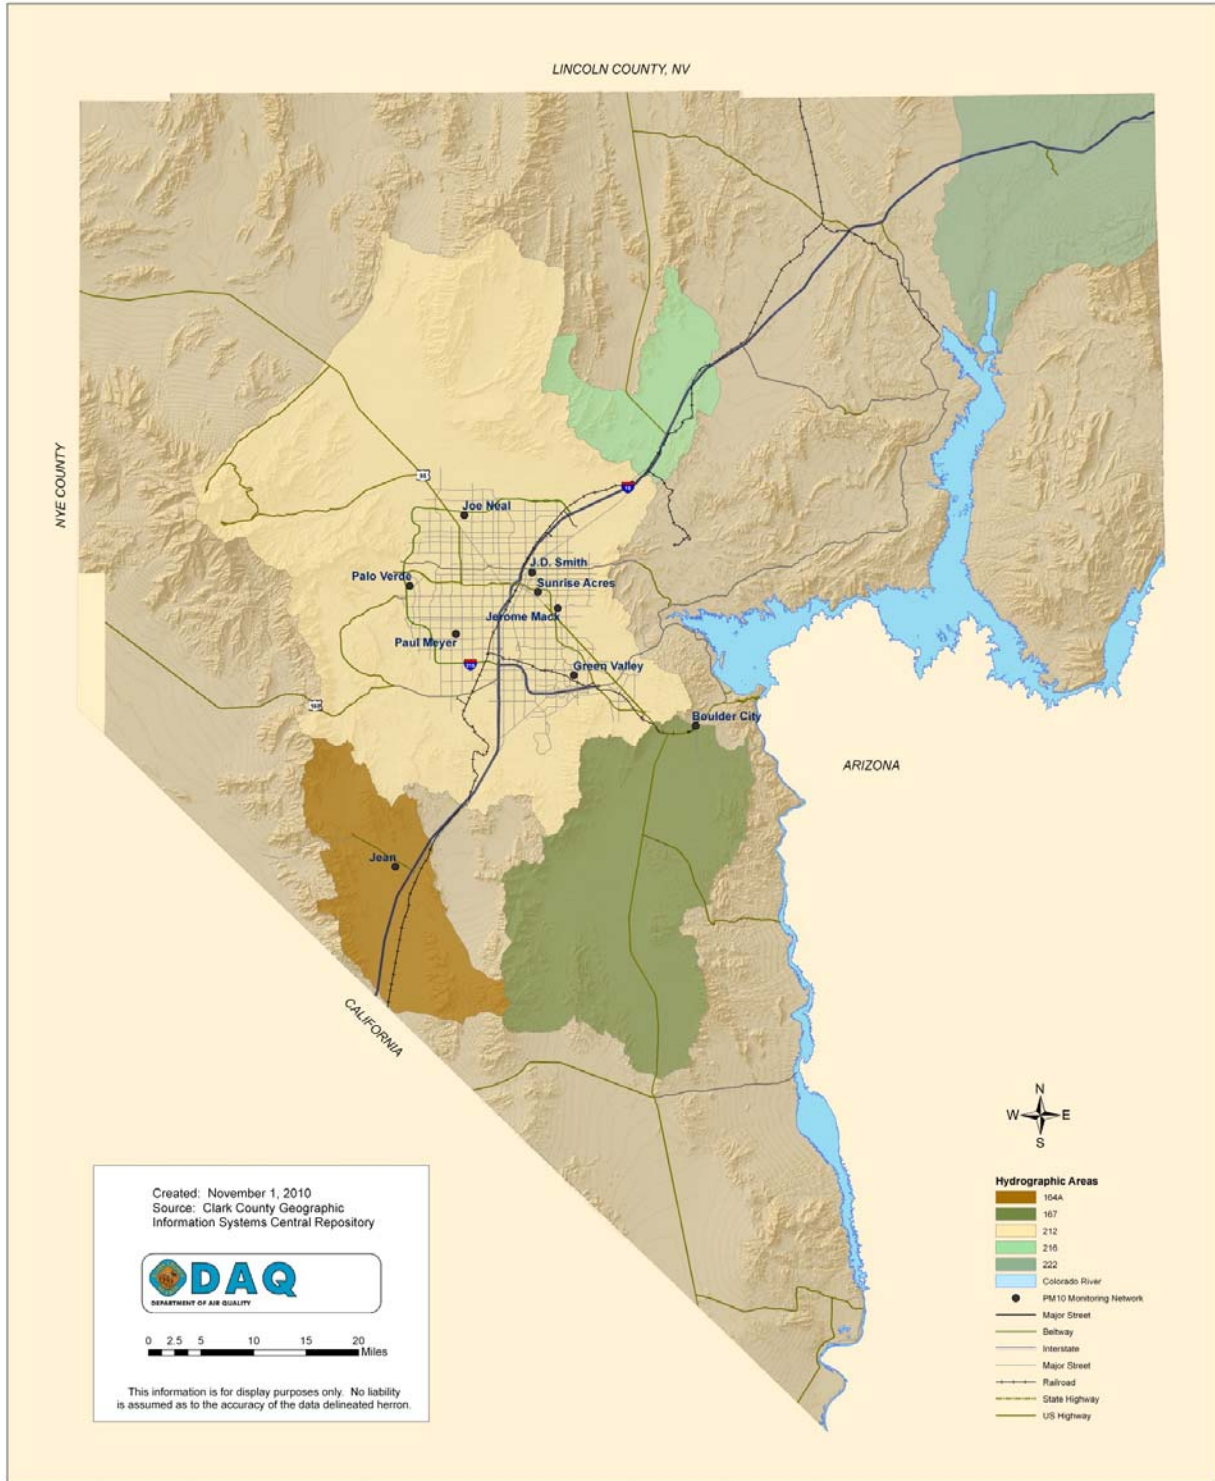 LINCOLN COUNTY, NV
NYE COUNTY
95
15
Joe Neal
J.D. Smith
Palo Verde
Sunrise Acres
Jerome Mack
Paul Meyer
215
Green Valley
160
Boulder City
ARIZONA
Jean
CALIFORNIA
N
W E
S
Created: November 1, 2010
Source: Clark County Geographic
Information Systems Central Repository
DAQ
DEPARTMENT OF AIR QUALITY
0 2.5 5 10 15 20
Miles
This information is for display purposes only. No liability
is assumed as to the accuracy of the data delineated herron.
Hydrographic Areas
164A
167
212
216
222
Colorado River
PM10 Monitoring Network
Major Street
Beltway
Interstate
Major Street
Railroad
State Highway
US Highway